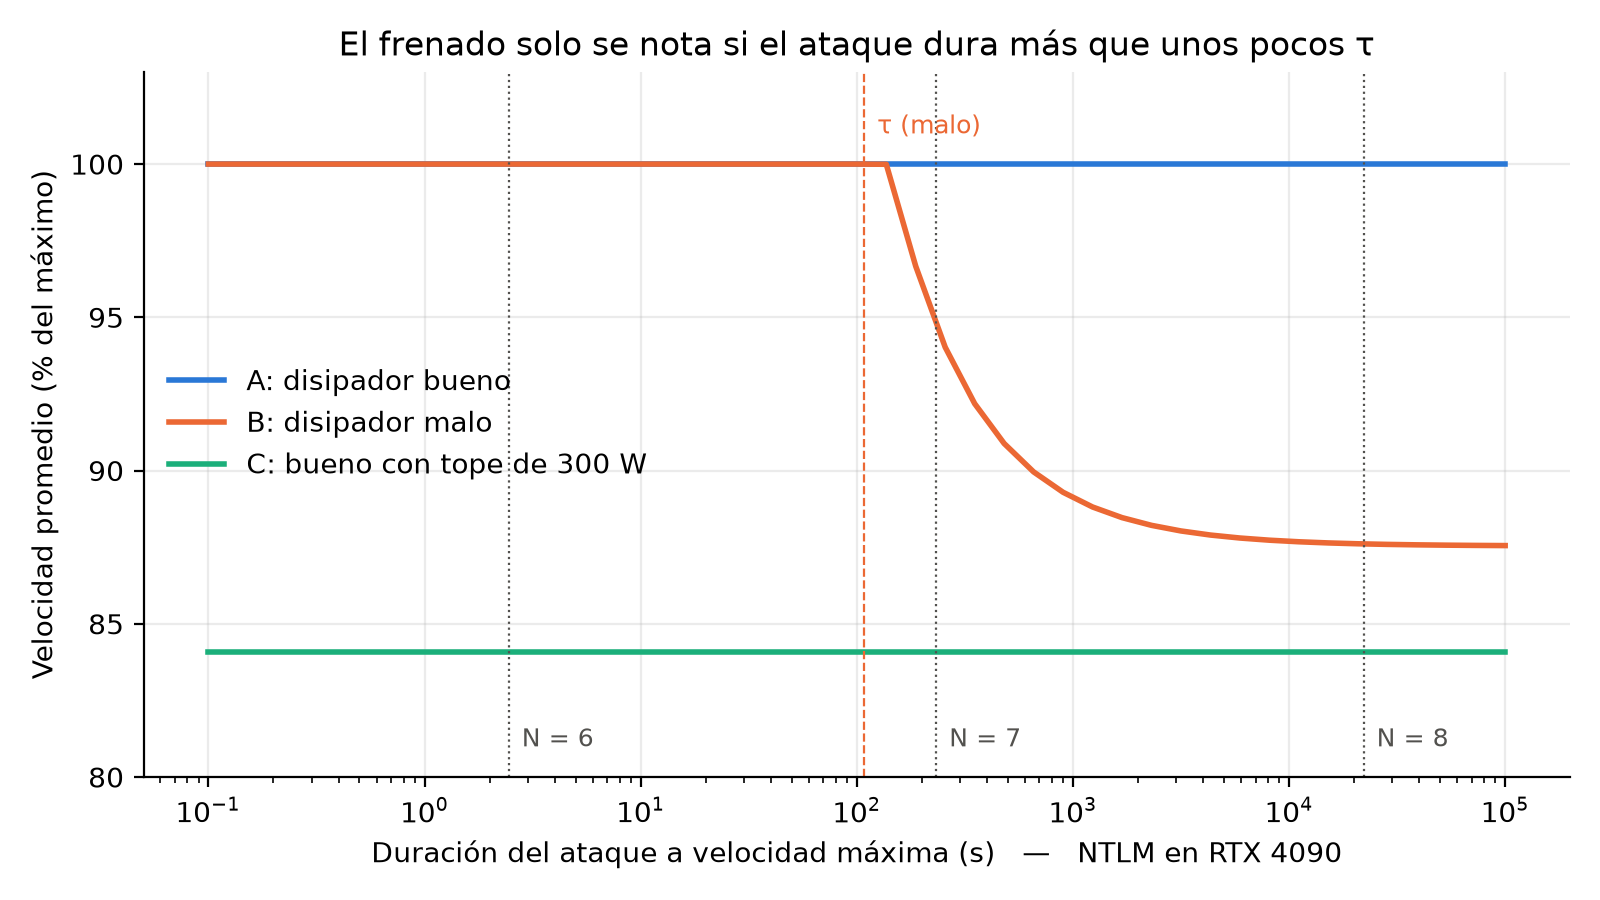 El frenado solo se nota si el ataque dura más que unos pocos τ
τ (malo)
100
95
90
85
80
Velocidad promedio (% del máximo)
A: disipador bueno
B: disipador malo
C: bueno con tope de 300 W
N = 6
N = 7
N = 8
10⁻¹
10⁰
10¹
10²
10³
10⁴
10⁵
Duración del ataque a velocidad máxima (s) — NTLM en RTX 4090